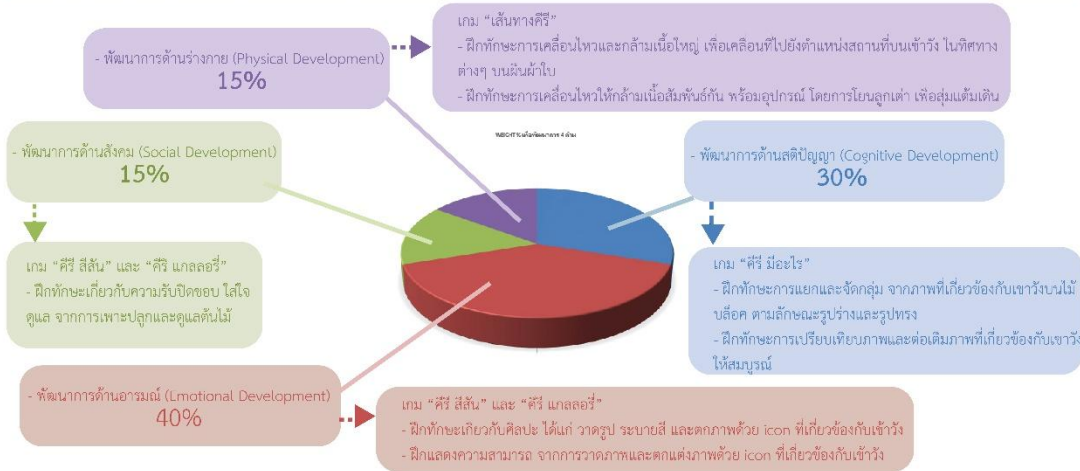 เกม “เส้นทางคีรี”
- ฝึกทักษะการเคลื่อนไหวและกล้ามเนื้อใหญ่ เพื่อเคลื่อนที่ไปยังตำแหน่งสถานที่บนเขาวัง ในทิศทาง
ต่างๆ บนผืนผ้าใบ
- ฝึกทักษะการเคลื่อนไหวให้กล้ามเนื้อสัมพันธ์กัน พร้อมอุปกรณ์ โดยการโยนลูกเต๋า เพื่อสุ่มแต้มเดิน
- พัฒนาการด้านร่างกาย (Physical Development)
15%
- พัฒนาการด้านสังคม (Social Development)
15%
- พัฒนาการด้านสติปัญญา (Cognitive Development)
30%
เกม “คีรี สีสัน” และ “คีรี แกลลอรี่”
- ฝึกทักษะเกี่ยวกับความรับผิดชอบ ใส่ใจ
ดูแล จากการเพาะปลูกและดูแลต้นไม้
เกม “คีรี มีอะไร”
- ฝึกทักษะการแยกและจัดกลุ่ม จากภาพที่เกี่ยวข้องกับเขาวังบนไม้
บล็อค ตามลักษณะรูปร่างและรูปทรง
- ฝึกทักษะการเปรียบเทียบภาพและต่อเติมภาพที่เกี่ยวข้องกับเขาวัง
ให้สมบูรณ์
- พัฒนาการด้านอารมณ์ (Emotional Development)
40%
เกม “คีรี สีสัน” และ “คีรี แกลลอรี่”
- ฝึกทักษะเกี่ยวกับศิลปะ ได้แก่ วาดรูป ระบายสี และตกภาพด้วย icon ที่เกี่ยวข้องกับเข้าวัง
- ฝึกแสดงความสามารถ จากการวาดภาพและตกแต่งภาพด้วย icon ที่เกี่ยวข้องกับเข้าวัง